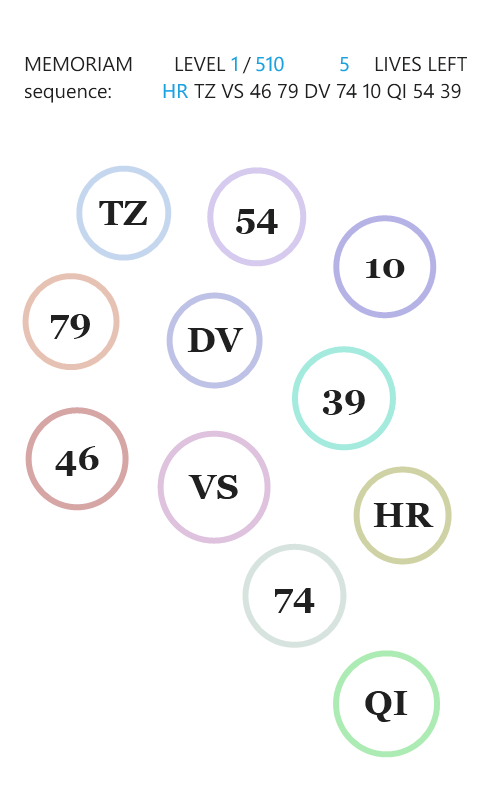 MEMORIAM LEVEL 1 / 510 5 LIVES LEFT
sequence: HR TZ VS 46 79 DV 74 10 QI 54 39
TZ
54
10
79
DV
39
46
VS
HR
74
QI